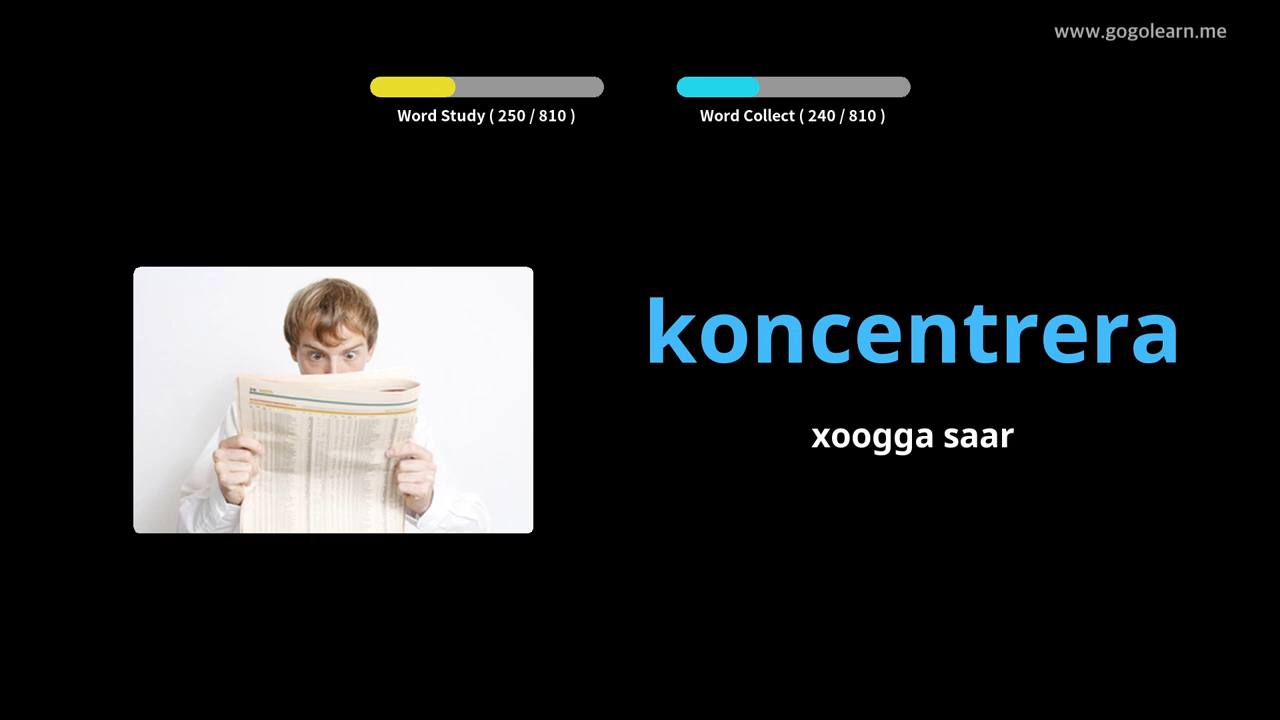 www.gogolearn.me
Word Study ( 250 / 810 )
Word Collect ( 240 / 810 )
koncentrera
xoogga saar